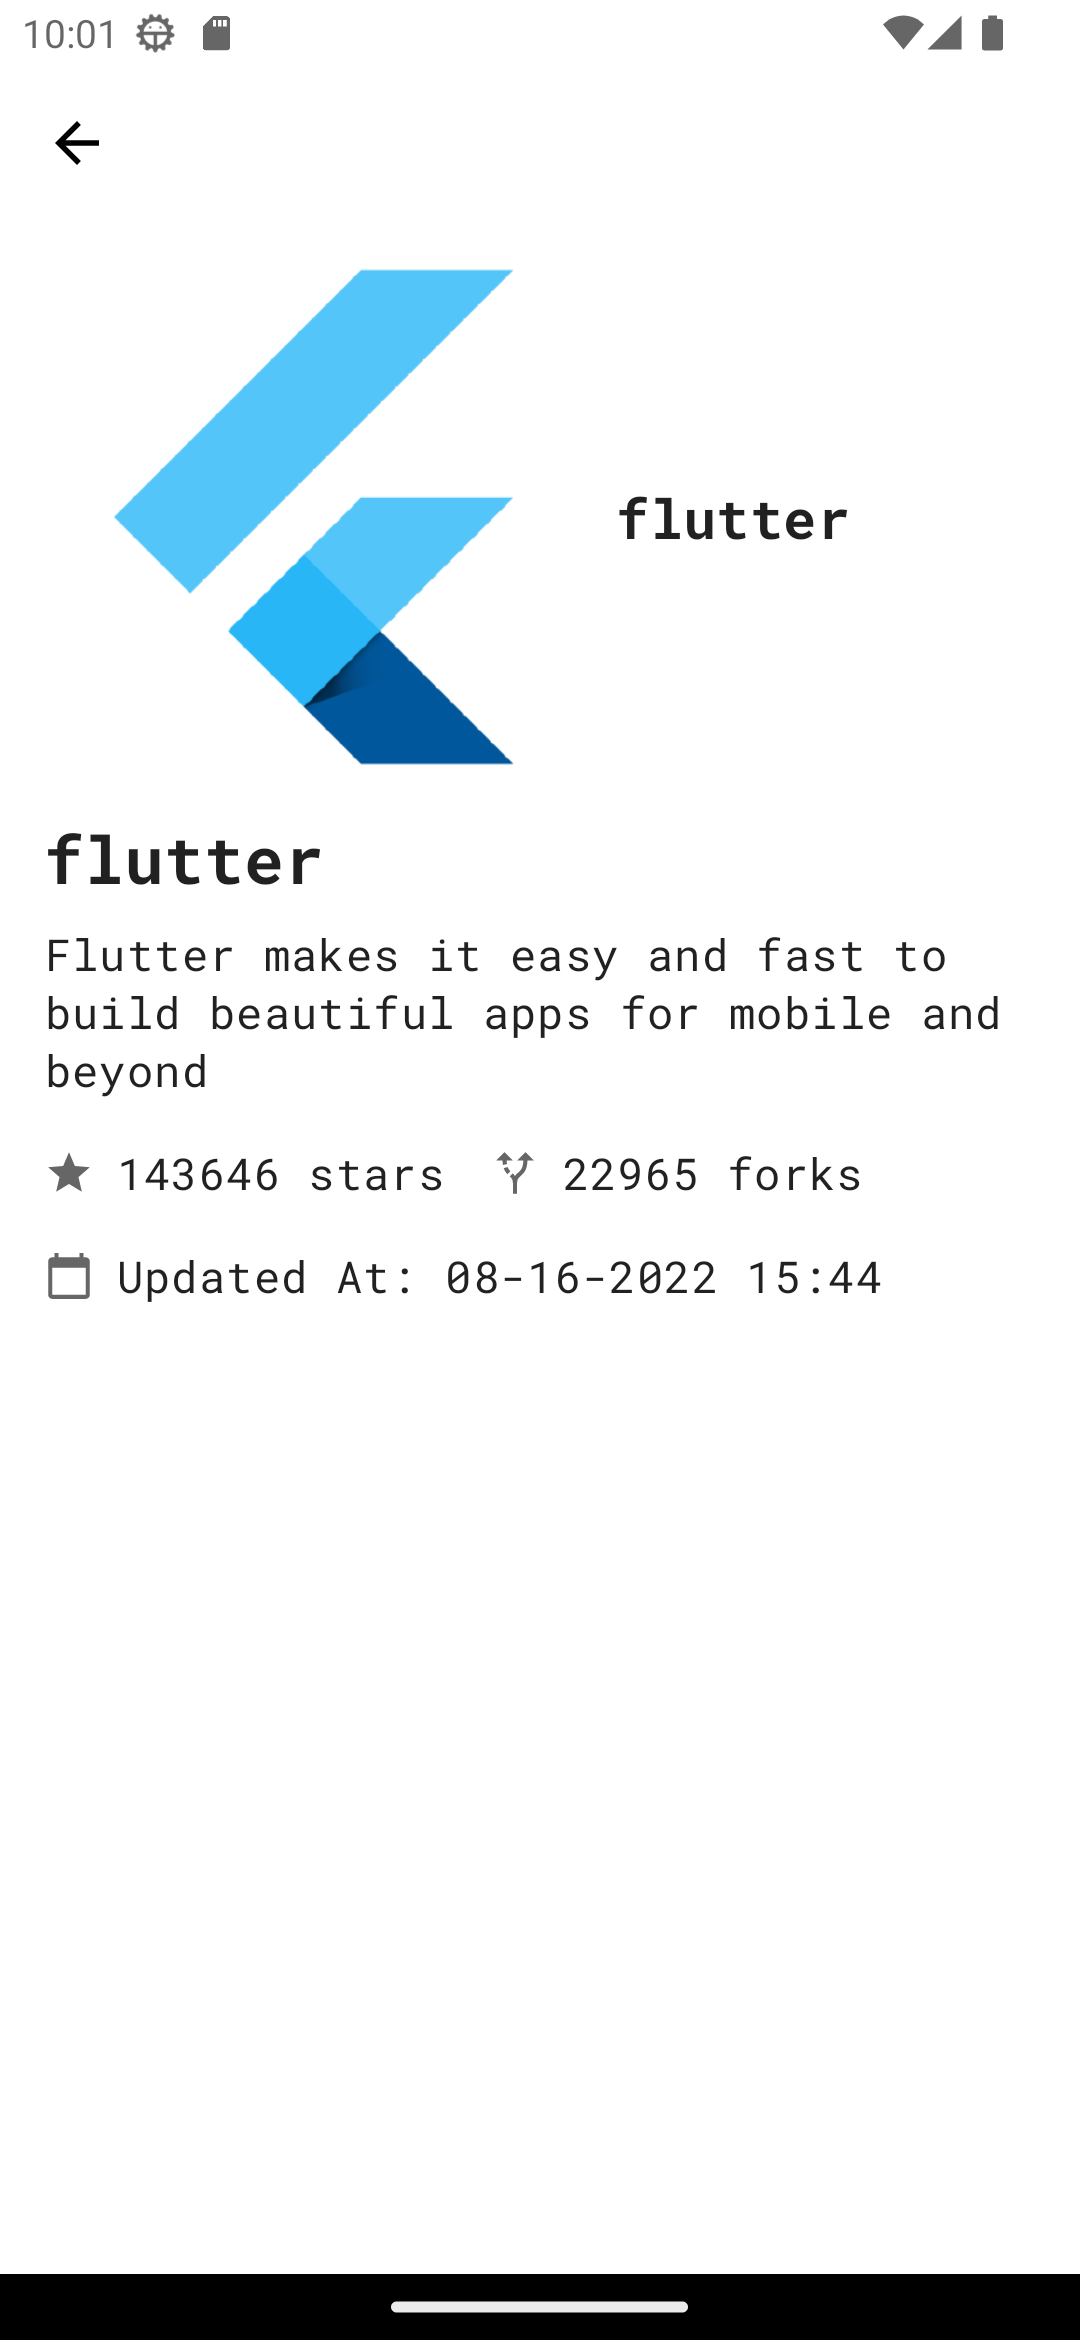 10:01
flutter
flutter
Flutter makes it easy and fast to
build beautiful apps for mobile and
beyond
143646 stars 22965 forks
Updated At: 08-16-2022 15:44